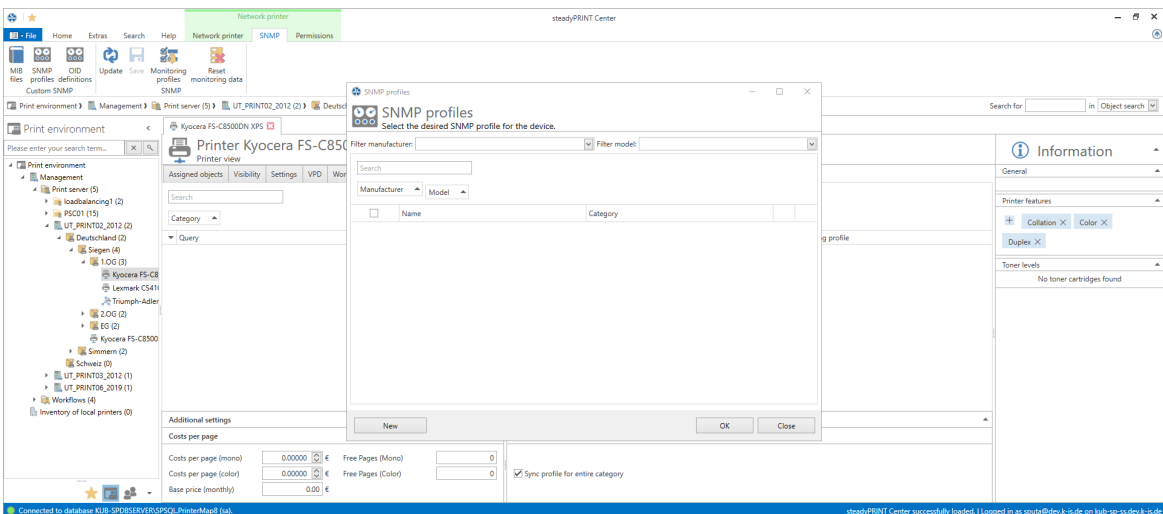 Network printer
steadyPRINT Center
File Home Extras Search Help Network printer SNMP Permissions
MIB files
SNMP profiles
OID definitions
Update
Save
Monitoring profiles
Reset monitoring data
Custom SNMP
SNMP
Print environment Management Print server (5) UT_PRINT02_2012 (2) Deutsch
Search for in Object search
Print environment
Please enter your search term...
Print environment
Management
Print server (5)
loadbalancing1 (2)
PSC01 (15)
UT_PRINT02_2012 (2)
Deutschland (2)
Siegen (4)
1.OG (3)
Kyocera FS-C8
Lexmark CS41
Triumph-Adler
2.OG (2)
EG (2)
Kyocera FS-C8500
Simmern (2)
Schweiz (0)
UT_PRINT03_2012 (1)
UT_PRINT06_2019 (1)
Workflows (4)
Inventory of local printers (0)
Kyocera FS-C8500DN XPS
Printer Kyocera FS-C850
Printer view
Assigned objects Visibility Settings VPD Wor
Search
Category
Query
g profile
SNMP profiles
SNMP profiles
Select the desired SNMP profile for the device.
Filter manufacturer:
Filter model:
Search
Manufacturer Model
Name Category
New OK Close
Additional settings
Costs per page
Costs per page (mono) 0.00000 € Free Pages (Mono) 0
Costs per page (color) 0.00000 € Free Pages (Color) 0
Base price (monthly) 0.00 €
Sync profile for entire category
Information
General
Printer features
Collation Color
Duplex
Toner levels
No toner cartridges found
Connected to database KUB-SPDBSERVER\SPSQL.PrinterMap8 (sa).
steadyPRINT Center successfully loaded. | Logged in as sputa@dev.k-is.de on kub-sp-ss.dev.k-is.de